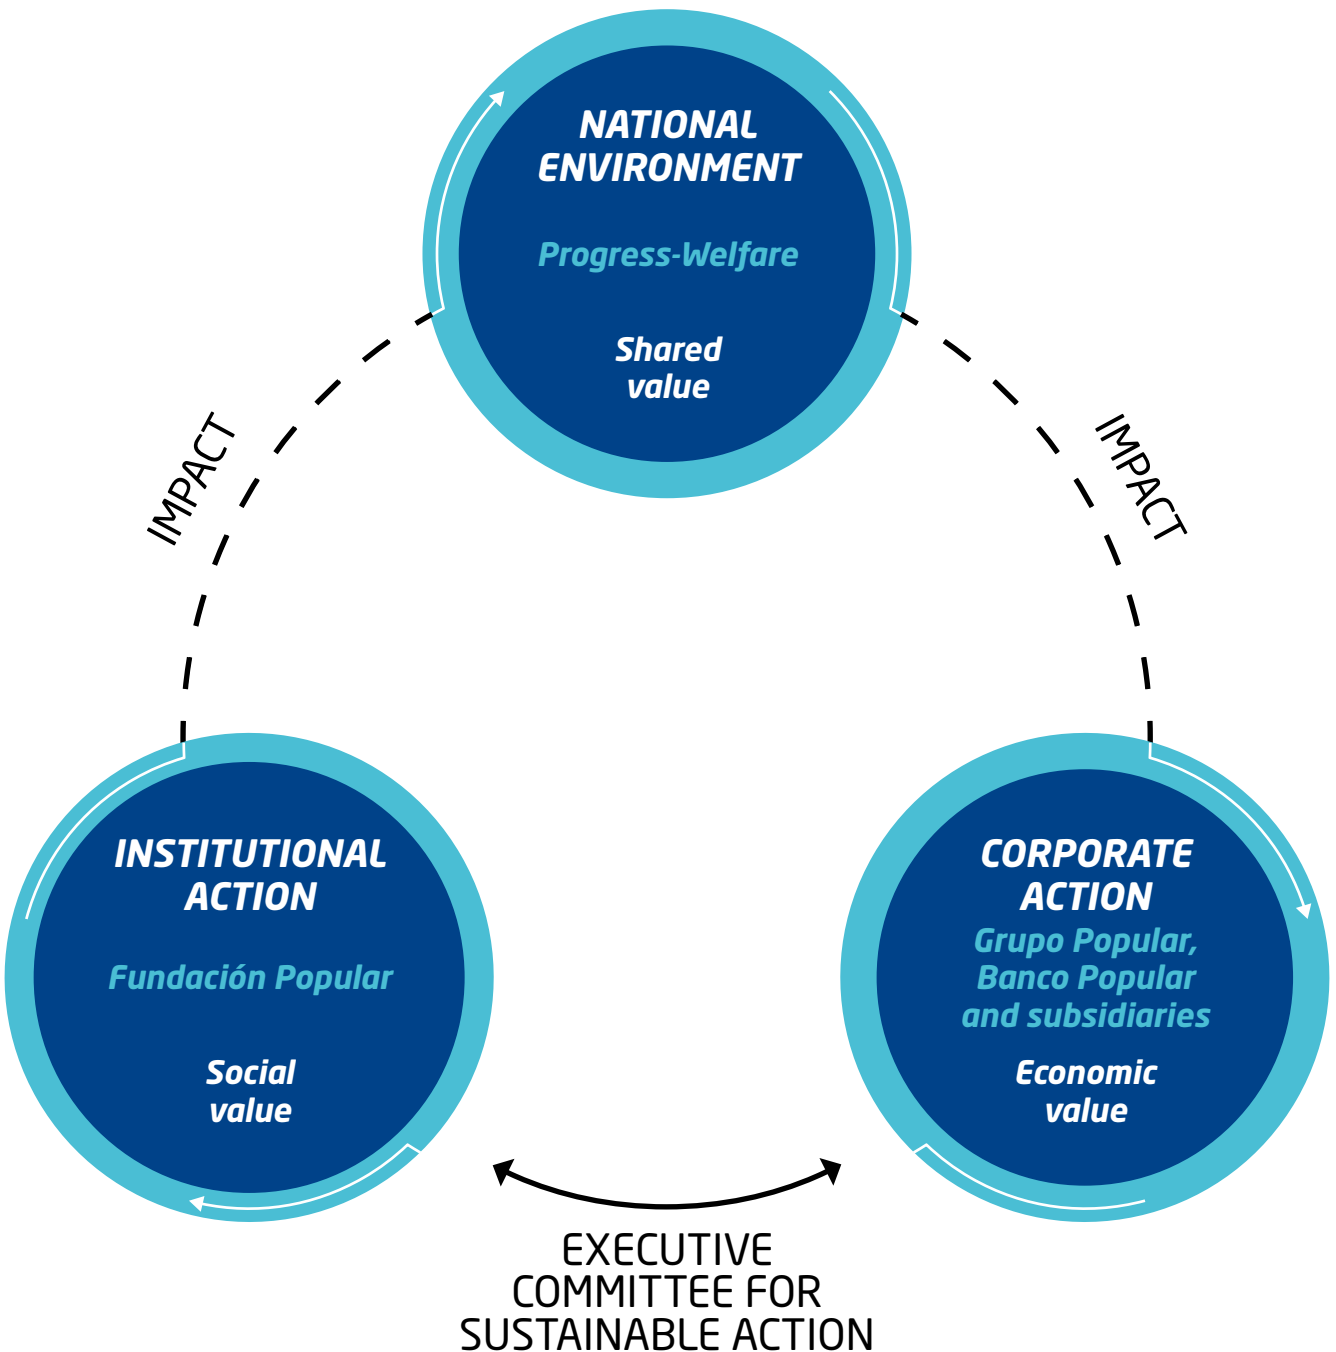 NATIONAL
ENVIRONMENT
Progress-Welfare
Shared
value
IMPACT
IMPACT
INSTITUTIONAL
ACTION
Fundación Popular
Social
value
CORPORATE
ACTION
Grupo Popular,
Banco Popular
and subsidiaries
Economic
value
EXECUTIVE
COMMITTEE FOR
SUSTAINABLE ACTION